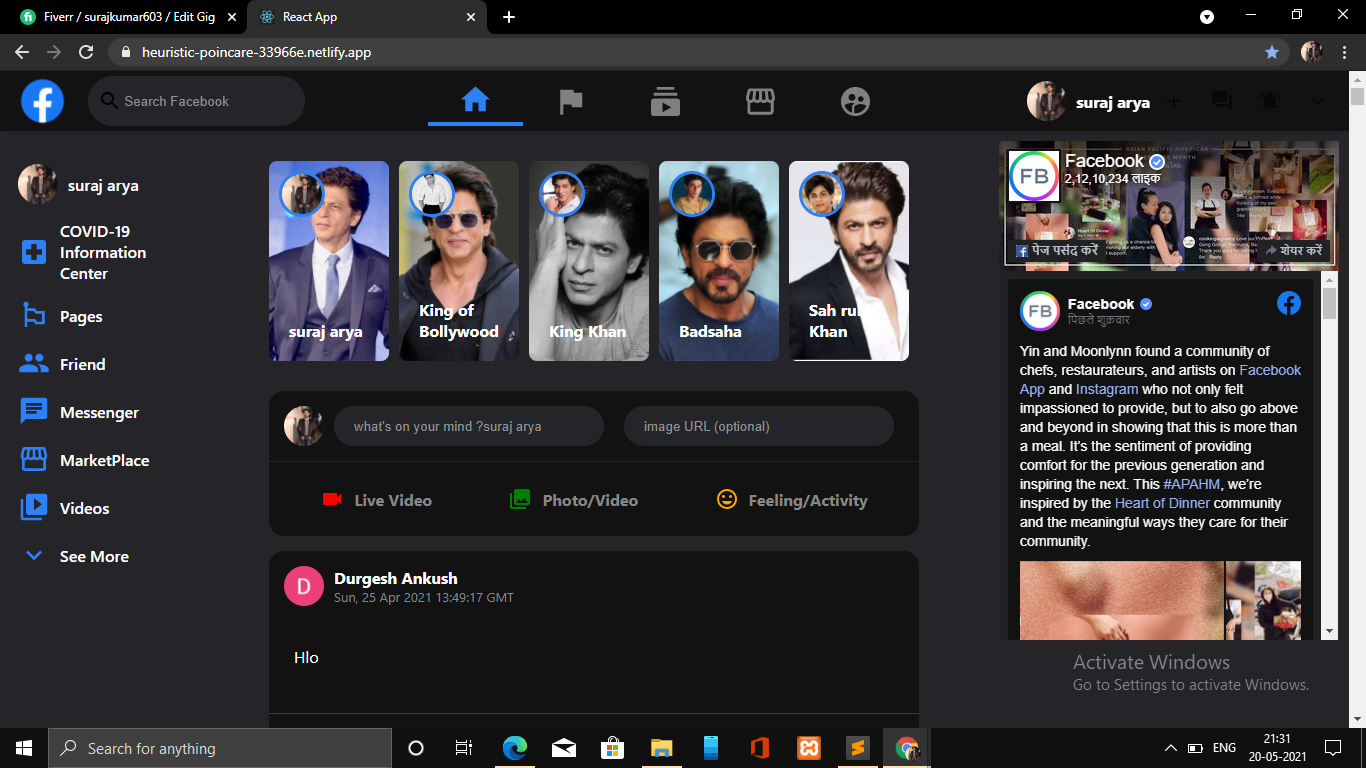 Fiverr / surajkumar603 / Edit Gig
React App
heuristic-poincare-33966e.netlify.app
Search Facebook
suraj arya
suraj arya
COVID-19
Information
Center
Pages
Friend
Messenger
MarketPlace
Videos
See More
suraj arya
King of
Bollywood
King Khan
Badsaha
Sah ru
Khan
what's on your mind ?suraj arya
image URL (optional)
Live Video
Photo/Video
Feeling/Activity
D
Durgesh Ankush
Sun, 25 Apr 2021 13:49:17 GMT
Hlo
ASIAN PACIFIC AMERICAN
FB
Facebook
2,12,10,234 लाइक
पेज पसंद करें
शेयर करें
FB
Facebook
पिछले शुक्रवार
Yin and Moonlynn found a community of
chefs, restaurateurs, and artists on Facebook
App and Instagram who not only felt
impassioned to provide, but to also go above
and beyond in showing that this is more than
a meal. It's the sentiment of providing
comfort for the previous generation and
inspiring the next. This #APAHM, we're
inspired by the Heart of Dinner community
and the meaningful ways they care for their
community.
Activate Windows
Go to Settings to activate Windows.
Search for anything
ENG
21:31
20-05-2021